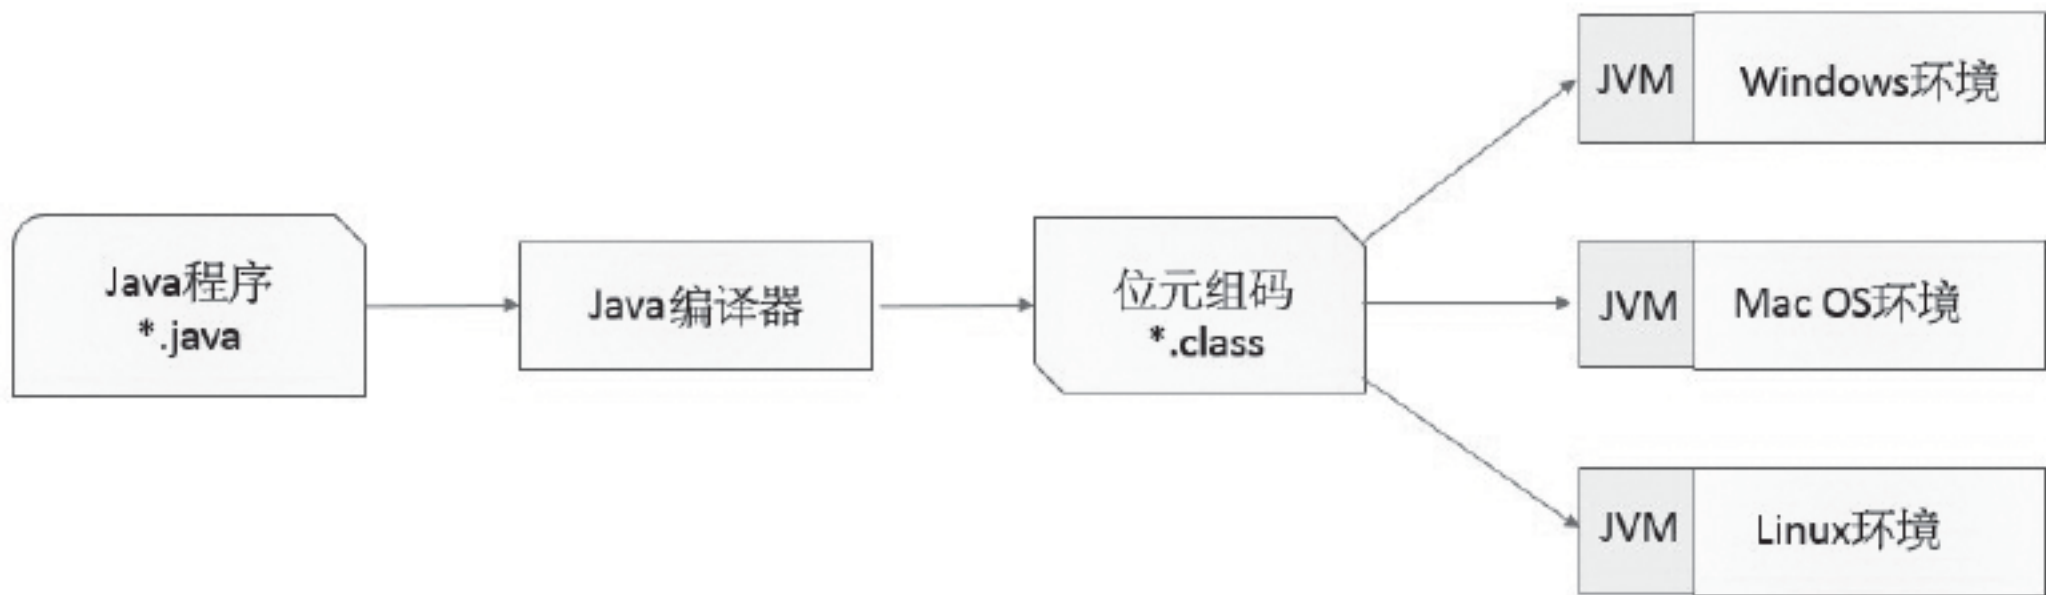 Java程序
*.java
Java编译器
位元组码
*.class
JVM
Windows环境
JVM
Mac OS环境
JVM
Linux环境